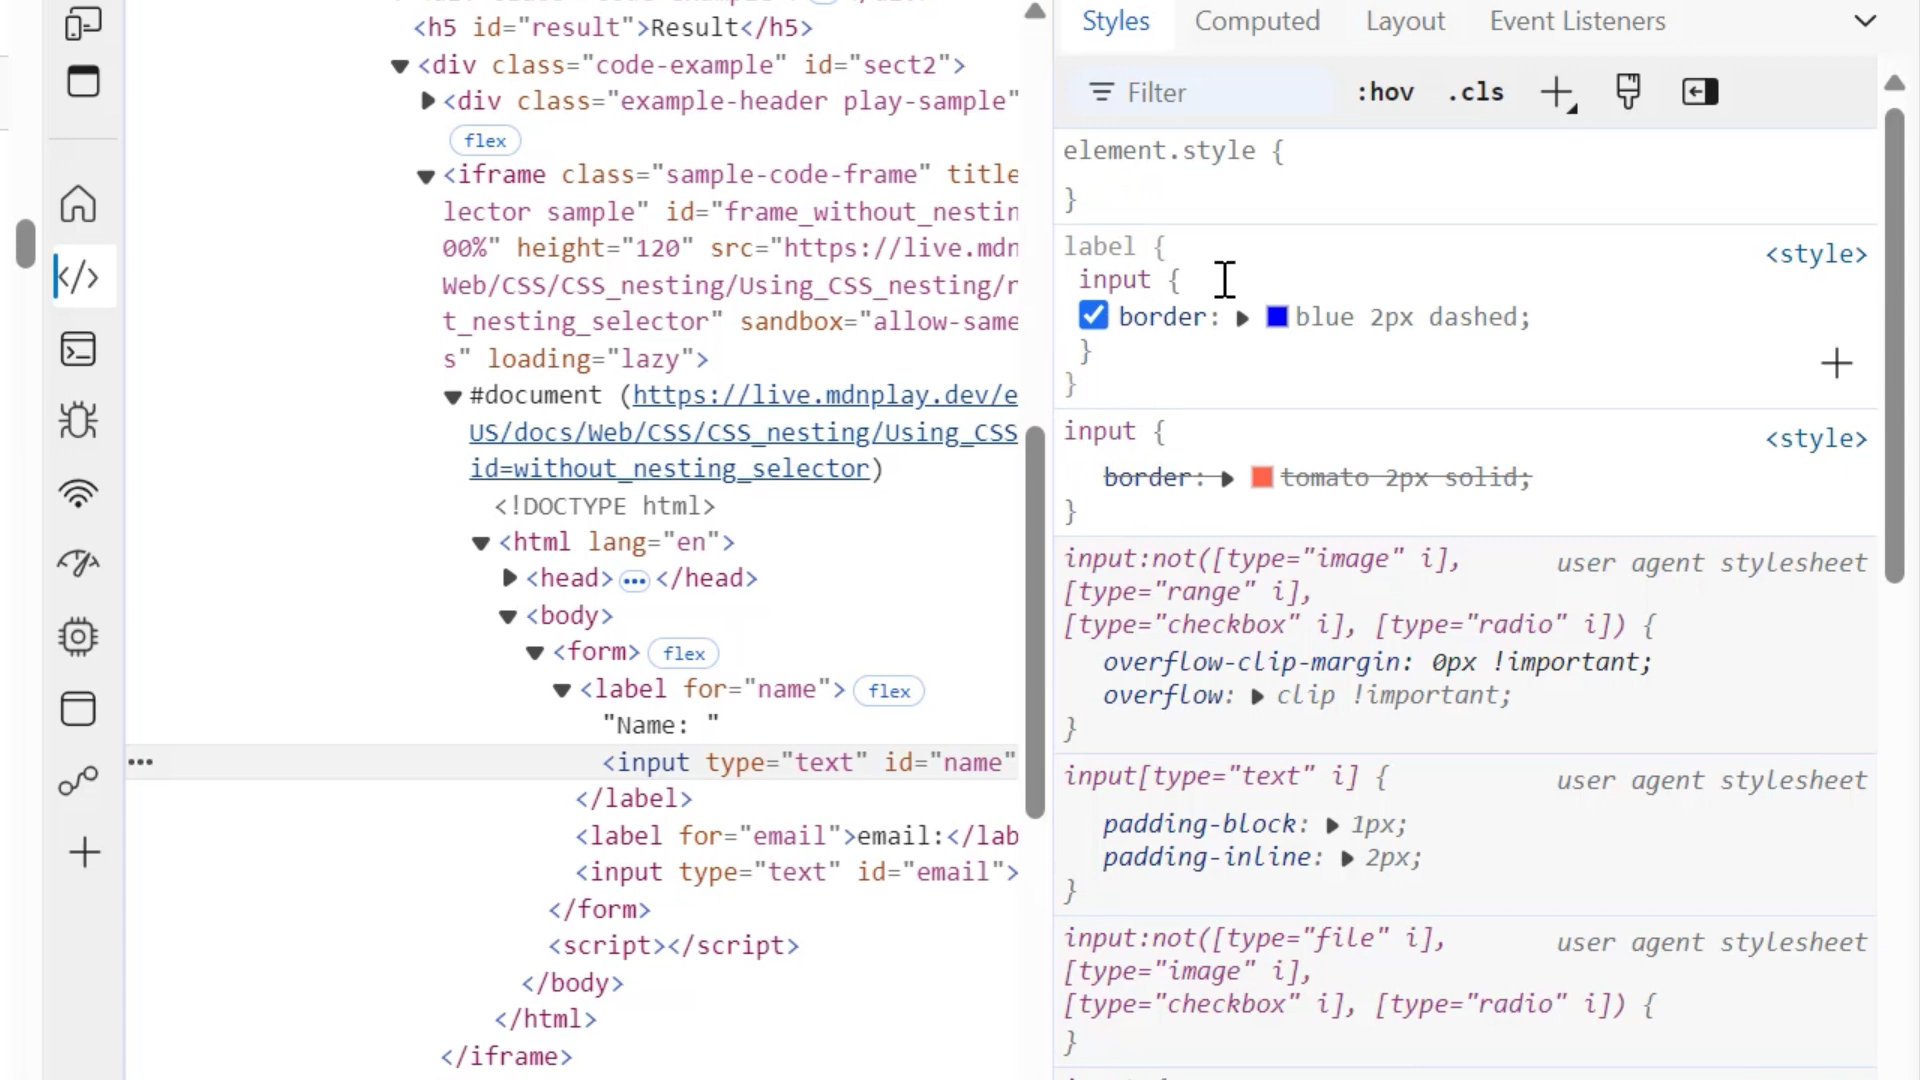 <h5 id="result">Result</h5>
<div class="code-example" id="sect2">
<div class="example-header play-sample"
flex
<iframe class="sample-code-frame" title
lector sample" id="frame_without_nestin
00%" height="120" src="https://live.mdn
Web/CSS/CSS_nesting/Using_CSS_nesting/r
t_nesting_selector" sandbox="allow-same
s" loading="lazy">
#document (https://live.mdnplay.dev/e
US/docs/Web/CSS/CSS_nesting/Using_CSS
id=without_nesting_selector)
<!DOCTYPE html>
<html lang="en">
<head>•••</head>
<body>
<form> flex
<label for="name"> flex
"Name: "
<input type="text" id="name"
</label>
<label for="email">email:</lab
<input type="text" id="email">
</form>
<script></script>
</body>
</html>
</iframe>
Styles Computed Layout Event Listeners
Filter :hov .cls
element.style {
}
label { <style>
input {
border: blue 2px dashed;
}
}
input { <style>
border: tomato 2px solid;
}
input:not([type="image" i], user agent stylesheet
[type="range" i],
[type="checkbox" i], [type="radio" i]) {
overflow-clip-margin: 0px !important;
overflow: clip !important;
}
input[type="text" i] { user agent stylesheet
padding-block: 1px;
padding-inline: 2px;
}
input:not([type="file" i], user agent stylesheet
[type="image" i],
[type="checkbox" i], [type="radio" i]) {
}